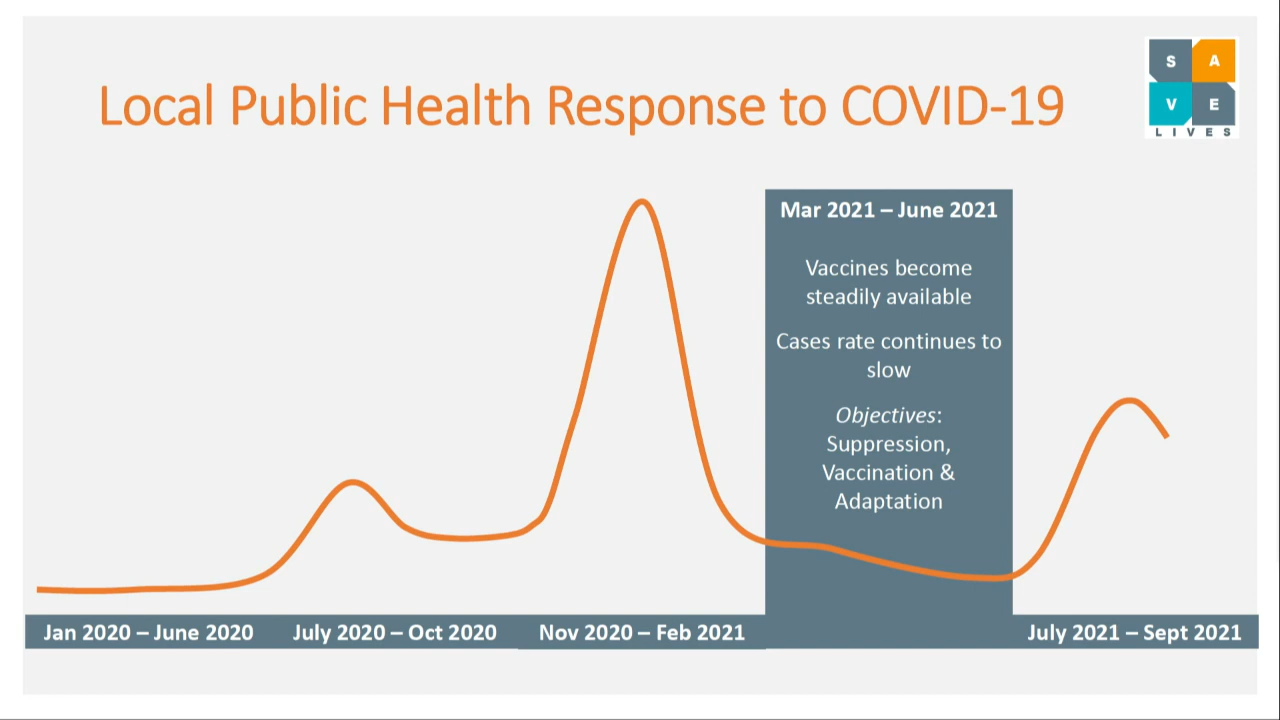 Local Public Health Response to COVID-19
S A
V E
LIVES
Mar 2021 – June 2021
Vaccines become
steadily available
Cases rate continues to
slow
Objectives:
Suppression,
Vaccination &
Adaptation
Jan 2020 – June 2020
July 2020 – Oct 2020
Nov 2020 – Feb 2021
July 2021 – Sept 2021